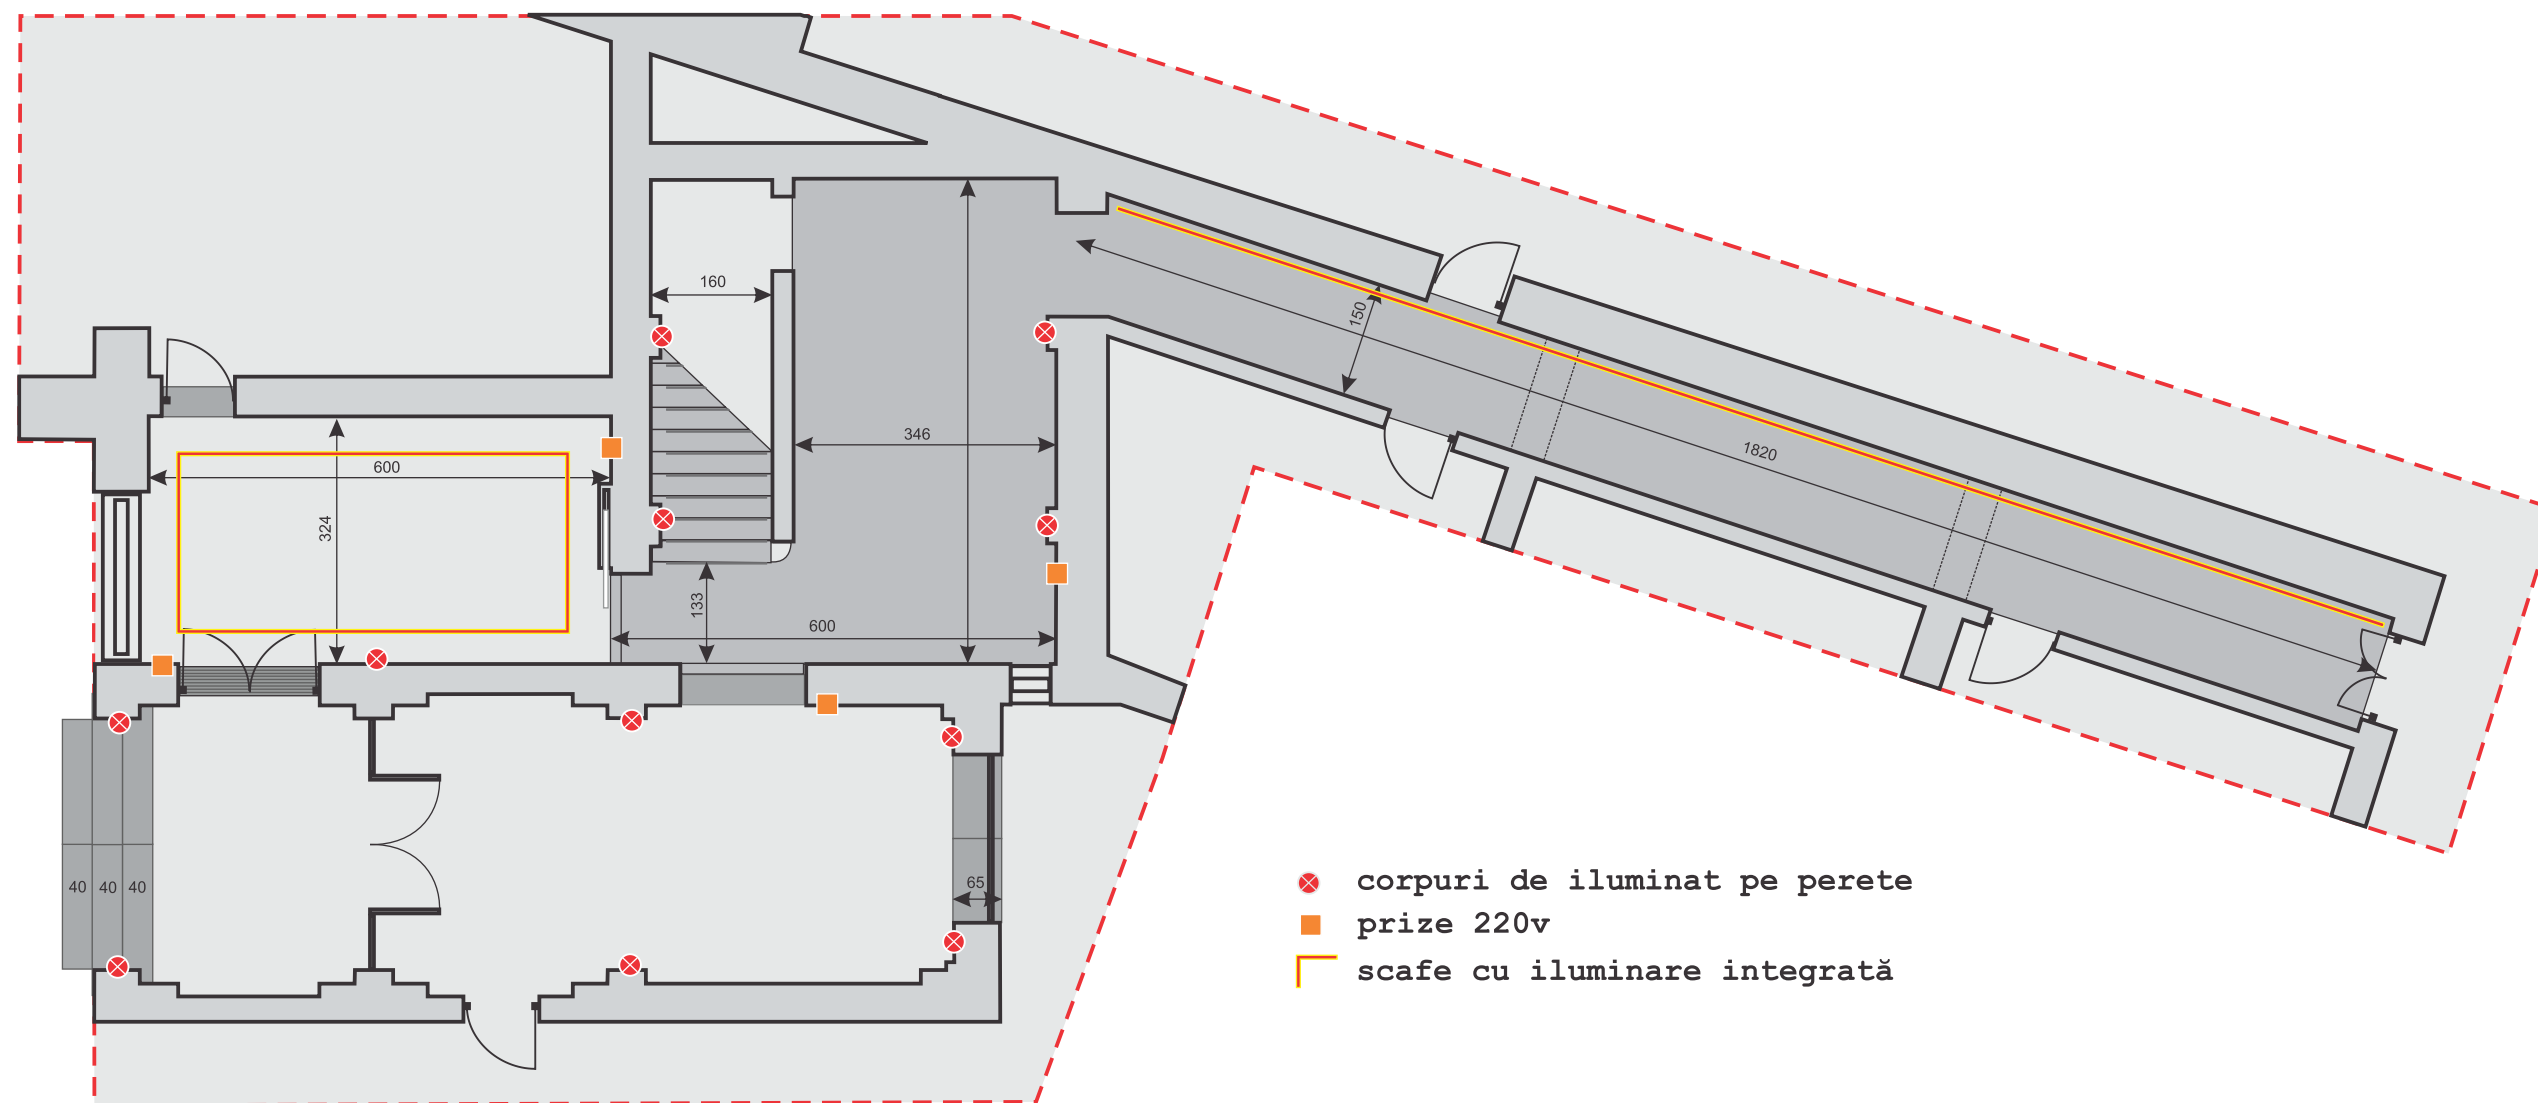 160
150
346
1820
600
324
133
600
40 40 40
65
corpuri de iluminat pe perete
prize 220v
scafe cu iluminare integrată